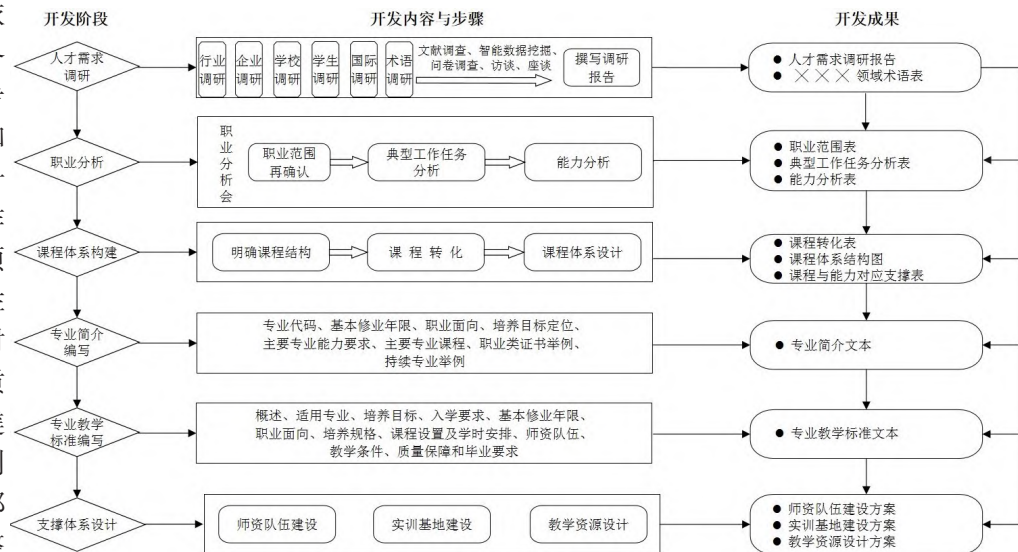 开发阶段
开发内容与步骤
开发成果
人才需求
调研
行业
调研
企业
调研
学校
调研
学生
调研
国际
调研
术语
调研
文献调查、智能数据挖掘、
问卷调查、访谈、座谈
撰写调研
报告
● 人才需求调研报告
● ×××领域术语表
职业分析
职业分析会
职业范围
再确认
典型工作任务
分析
能力分析
● 职业范围表
● 典型工作任务分析表
● 能力分析表
课程体系构建
明确课程结构
课 程 转 化
课程体系设计
● 课程转化表
● 课程体系结构图
● 课程与能力对应支撑表
专业简介
编写
专业代码、基本修业年限、职业面向、培养目标定位、
主要专业能力要求、主要专业课程、职业类证书举例、
持续专业举例
● 专业简介文本
专业教学
标准编写
概述、适用专业、培养目标、入学要求、基本修业年限、
职业面向、培养规格、课程设置及学时安排、师资队伍、
教学条件、质量保障和毕业要求
● 专业教学标准文本
支撑体系设计
师资队伍建设
实训基地建设
教学资源设计
● 师资队伍建设方案
● 实训基地建设方案
● 教学资源设计方案